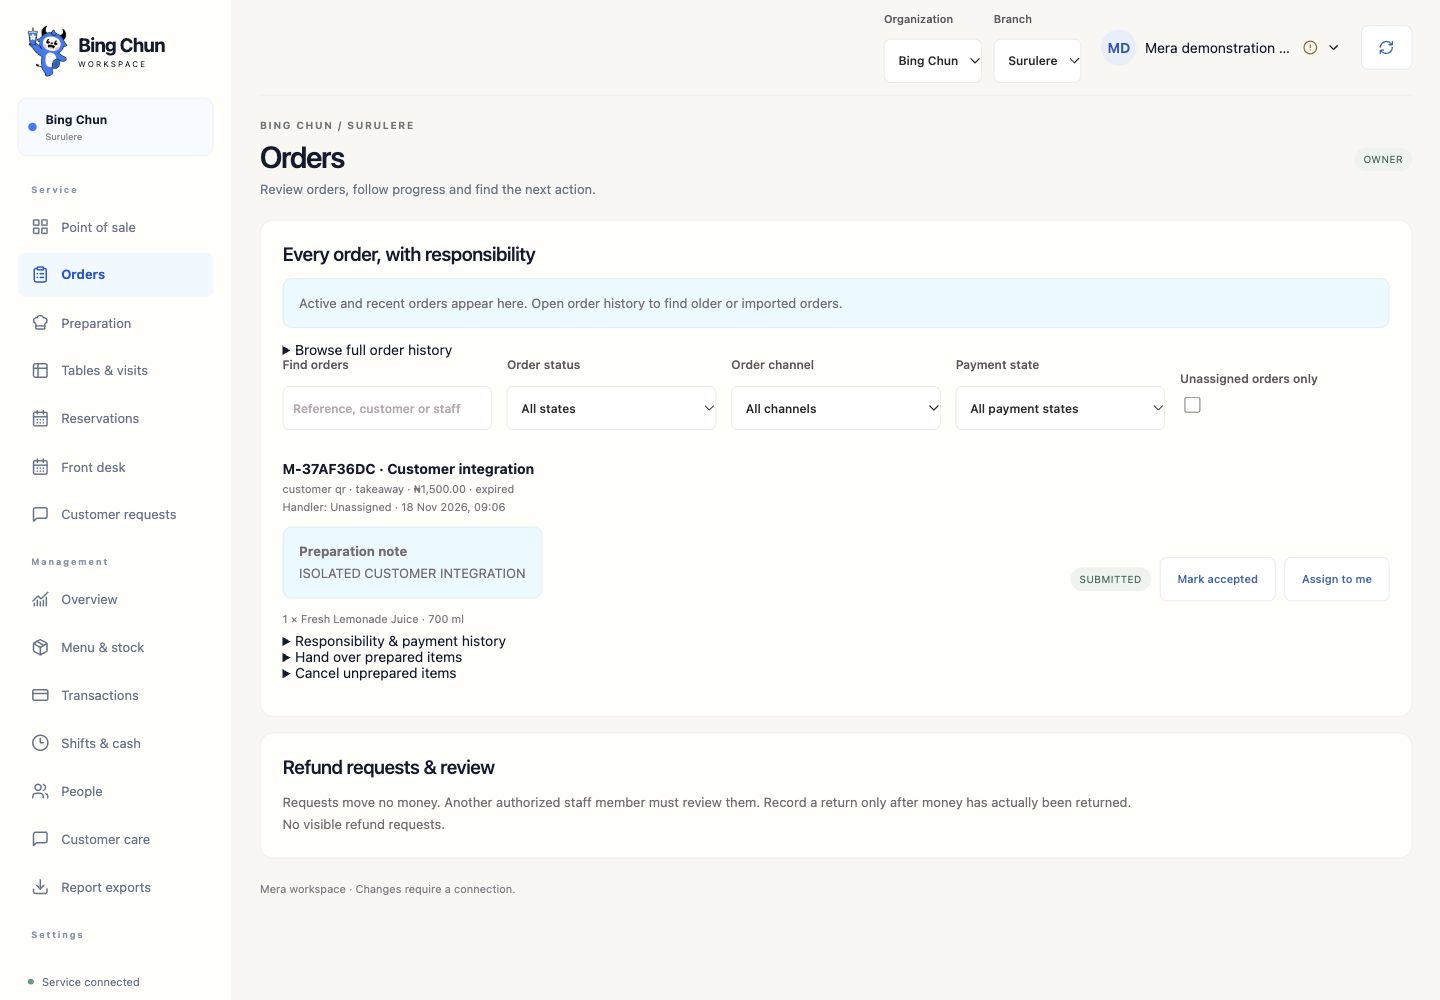 Bing Chun
WORKSPACE
Bing Chun
Surulere
Service
Point of sale
Orders
Preparation
Tables & visits
Reservations
Front desk
Customer requests
Management
Overview
Menu & stock
Transactions
Shifts & cash
People
Customer care
Report exports
Settings
Service connected
Organization
Branch
Bing Chun
Surulere
MD
Mera demonstration ...
BING CHUN / SURULERE
Orders
OWNER
Review orders, follow progress and find the next action.
Every order, with responsibility
Active and recent orders appear here. Open order history to find older or imported orders.
Browse full order history
Find orders
Order status
Order channel
Payment state
Unassigned orders only
Reference, customer or staff
All states
All channels
All payment states
M-37AF36DC · Customer integration
customer qr · takeaway · ₦1,500.00 · expired
Handler: Unassigned · 18 Nov 2026, 09:06
Preparation note
ISOLATED CUSTOMER INTEGRATION
SUBMITTED
Mark accepted
Assign to me
1 × Fresh Lemonade Juice · 700 ml
Responsibility & payment history
Hand over prepared items
Cancel unprepared items
Refund requests & review
Requests move no money. Another authorized staff member must review them. Record a return only after money has actually been returned.
No visible refund requests.
Mera workspace · Changes require a connection.